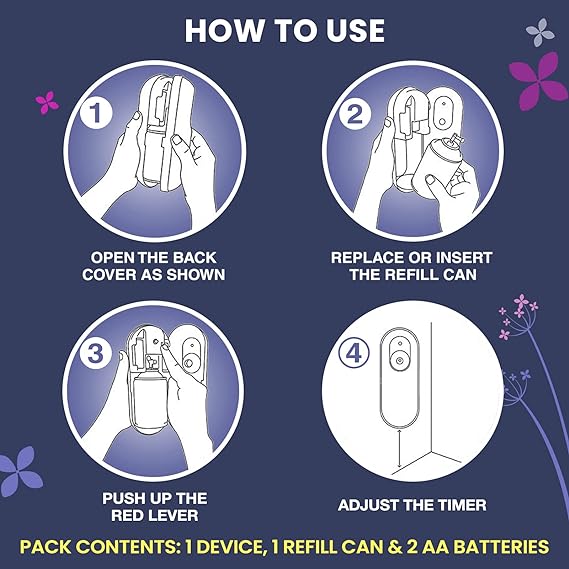 HOW TO USE
1
OPEN THE BACK
COVER AS SHOWN
2
REPLACE OR INSERT
THE REFILL CAN
3
PUSH UP THE
RED LEVER
4
ADJUST THE TIMER
PACK CONTENTS: 1 DEVICE, 1 REFILL CAN & 2 AA BATTERIES